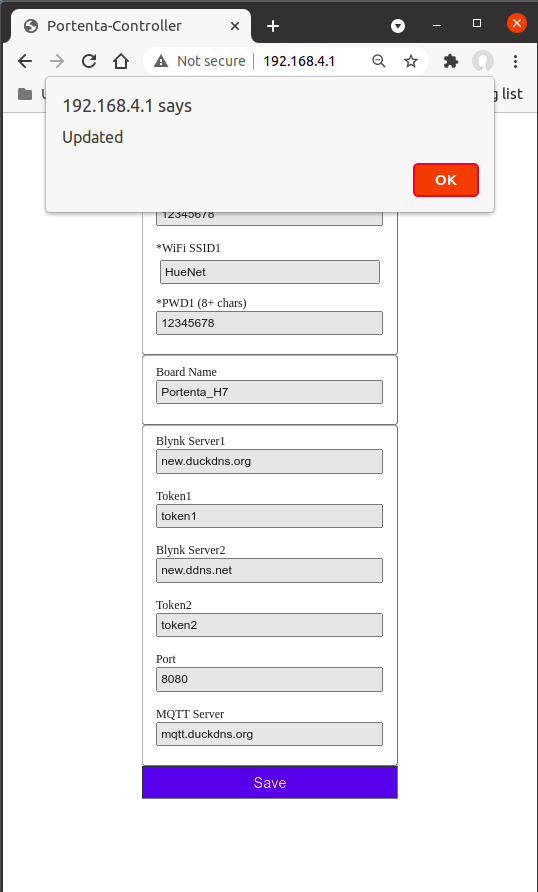 Portenta-Controller
Not secure
192.168.4.1
g list
192.168.4.1 says
Updated
OK
12345678
*WiFi SSID1
HueNet
*PWD1 (8+ chars)
12345678
Board Name
Portenta_H7
Blynk Server1
new.duckdns.org
Token1
token1
Blynk Server2
new.ddns.net
Token2
token2
Port
8080
MQTT Server
mqtt.duckdns.org
Save